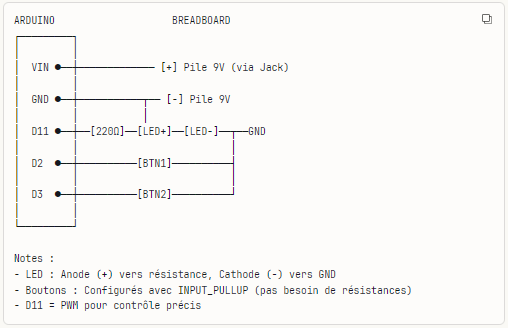 ARDUINO BREADBOARD
VIN ●──┼──────────── [+] Pile 9V (via Jack)
GND ●──┼──────────┬── [-] Pile 9V
D11 ●──┼──[220Ω]──[LED+]──[LED-]──┬──GND
D2 ●──┼─────────[BTN1]─────────┤
D3 ●──┼─────────[BTN2]─────────┘
Notes :
- LED : Anode (+) vers résistance, Cathode (-) vers GND
- Boutons : Configurés avec INPUT_PULLUP (pas besoin de résistances)
- D11 = PWM pour contrôle précis